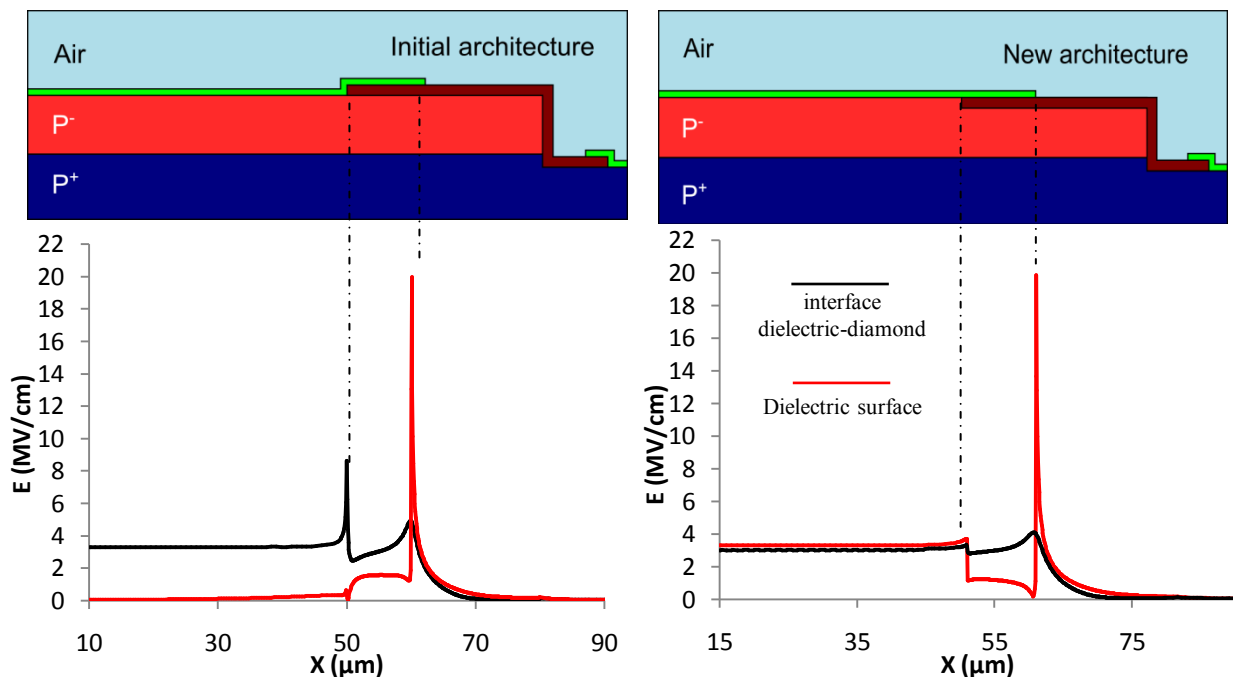 Air
Initial architecture
P-
P+
Air
New architecture
P-
P+
22
20
18
16
14
12
10
8
6
4
2
0
E (MV/cm)
10
30
50
70
90
X (µm)
22
20
18
16
14
12
10
8
6
4
2
0
E (MV/cm)
interface
dielectric-diamond
Dielectric surface
15
35
55
75
X (µm)